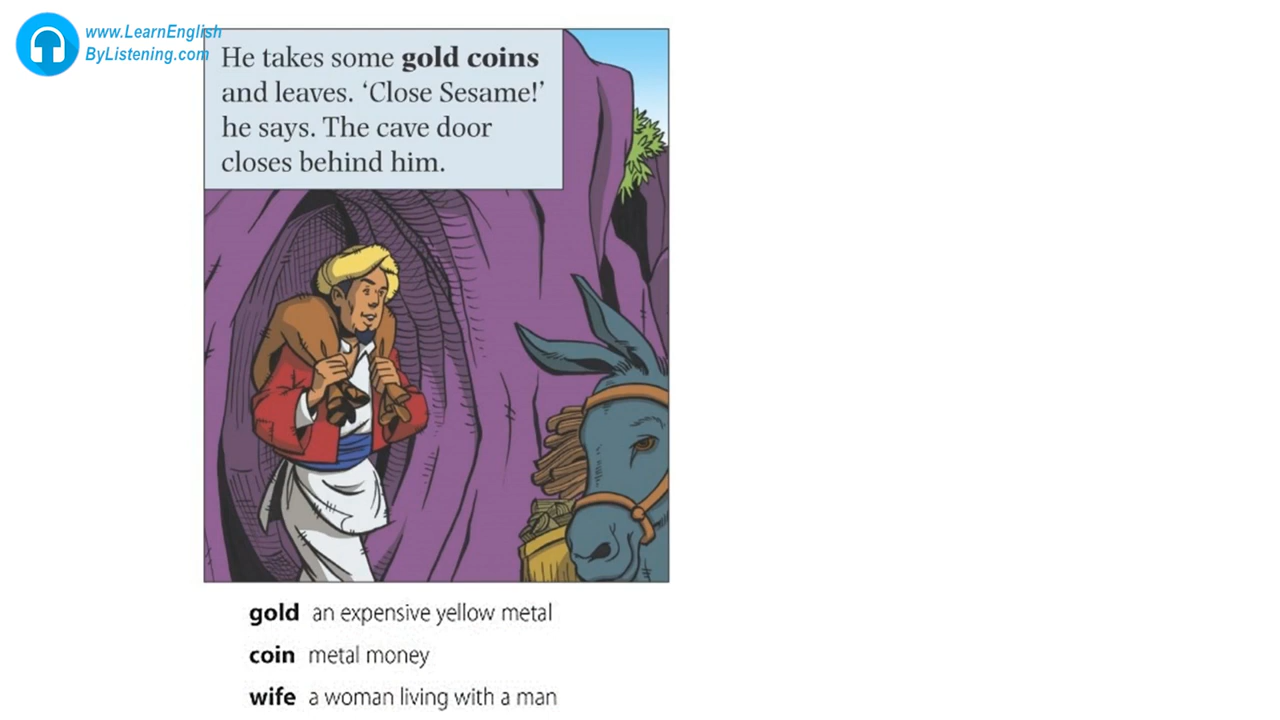 www.LearnEnglish
ByListening.com
He takes some gold coins
and leaves. ‘Close Sesame!’
he says. The cave door
closes behind him.
gold an expensive yellow metal
coin metal money
wife a woman living with a man